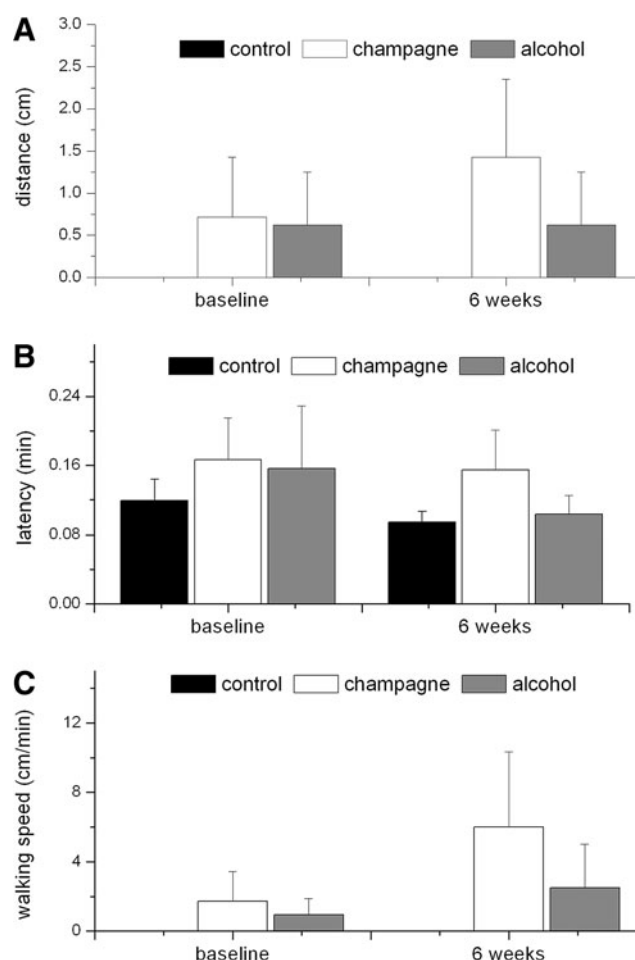 A
3.0
control champagne alcohol
2.5
2.0
1.5
1.0
0.5
0.0
distance (cm)
baseline 6 weeks
B
control champagne alcohol
0.24
0.16
0.08
0.00
latency (min)
baseline 6 weeks
C
control champagne alcohol
12
8
4
0
walking speed (cm/min)
baseline 6 weeks